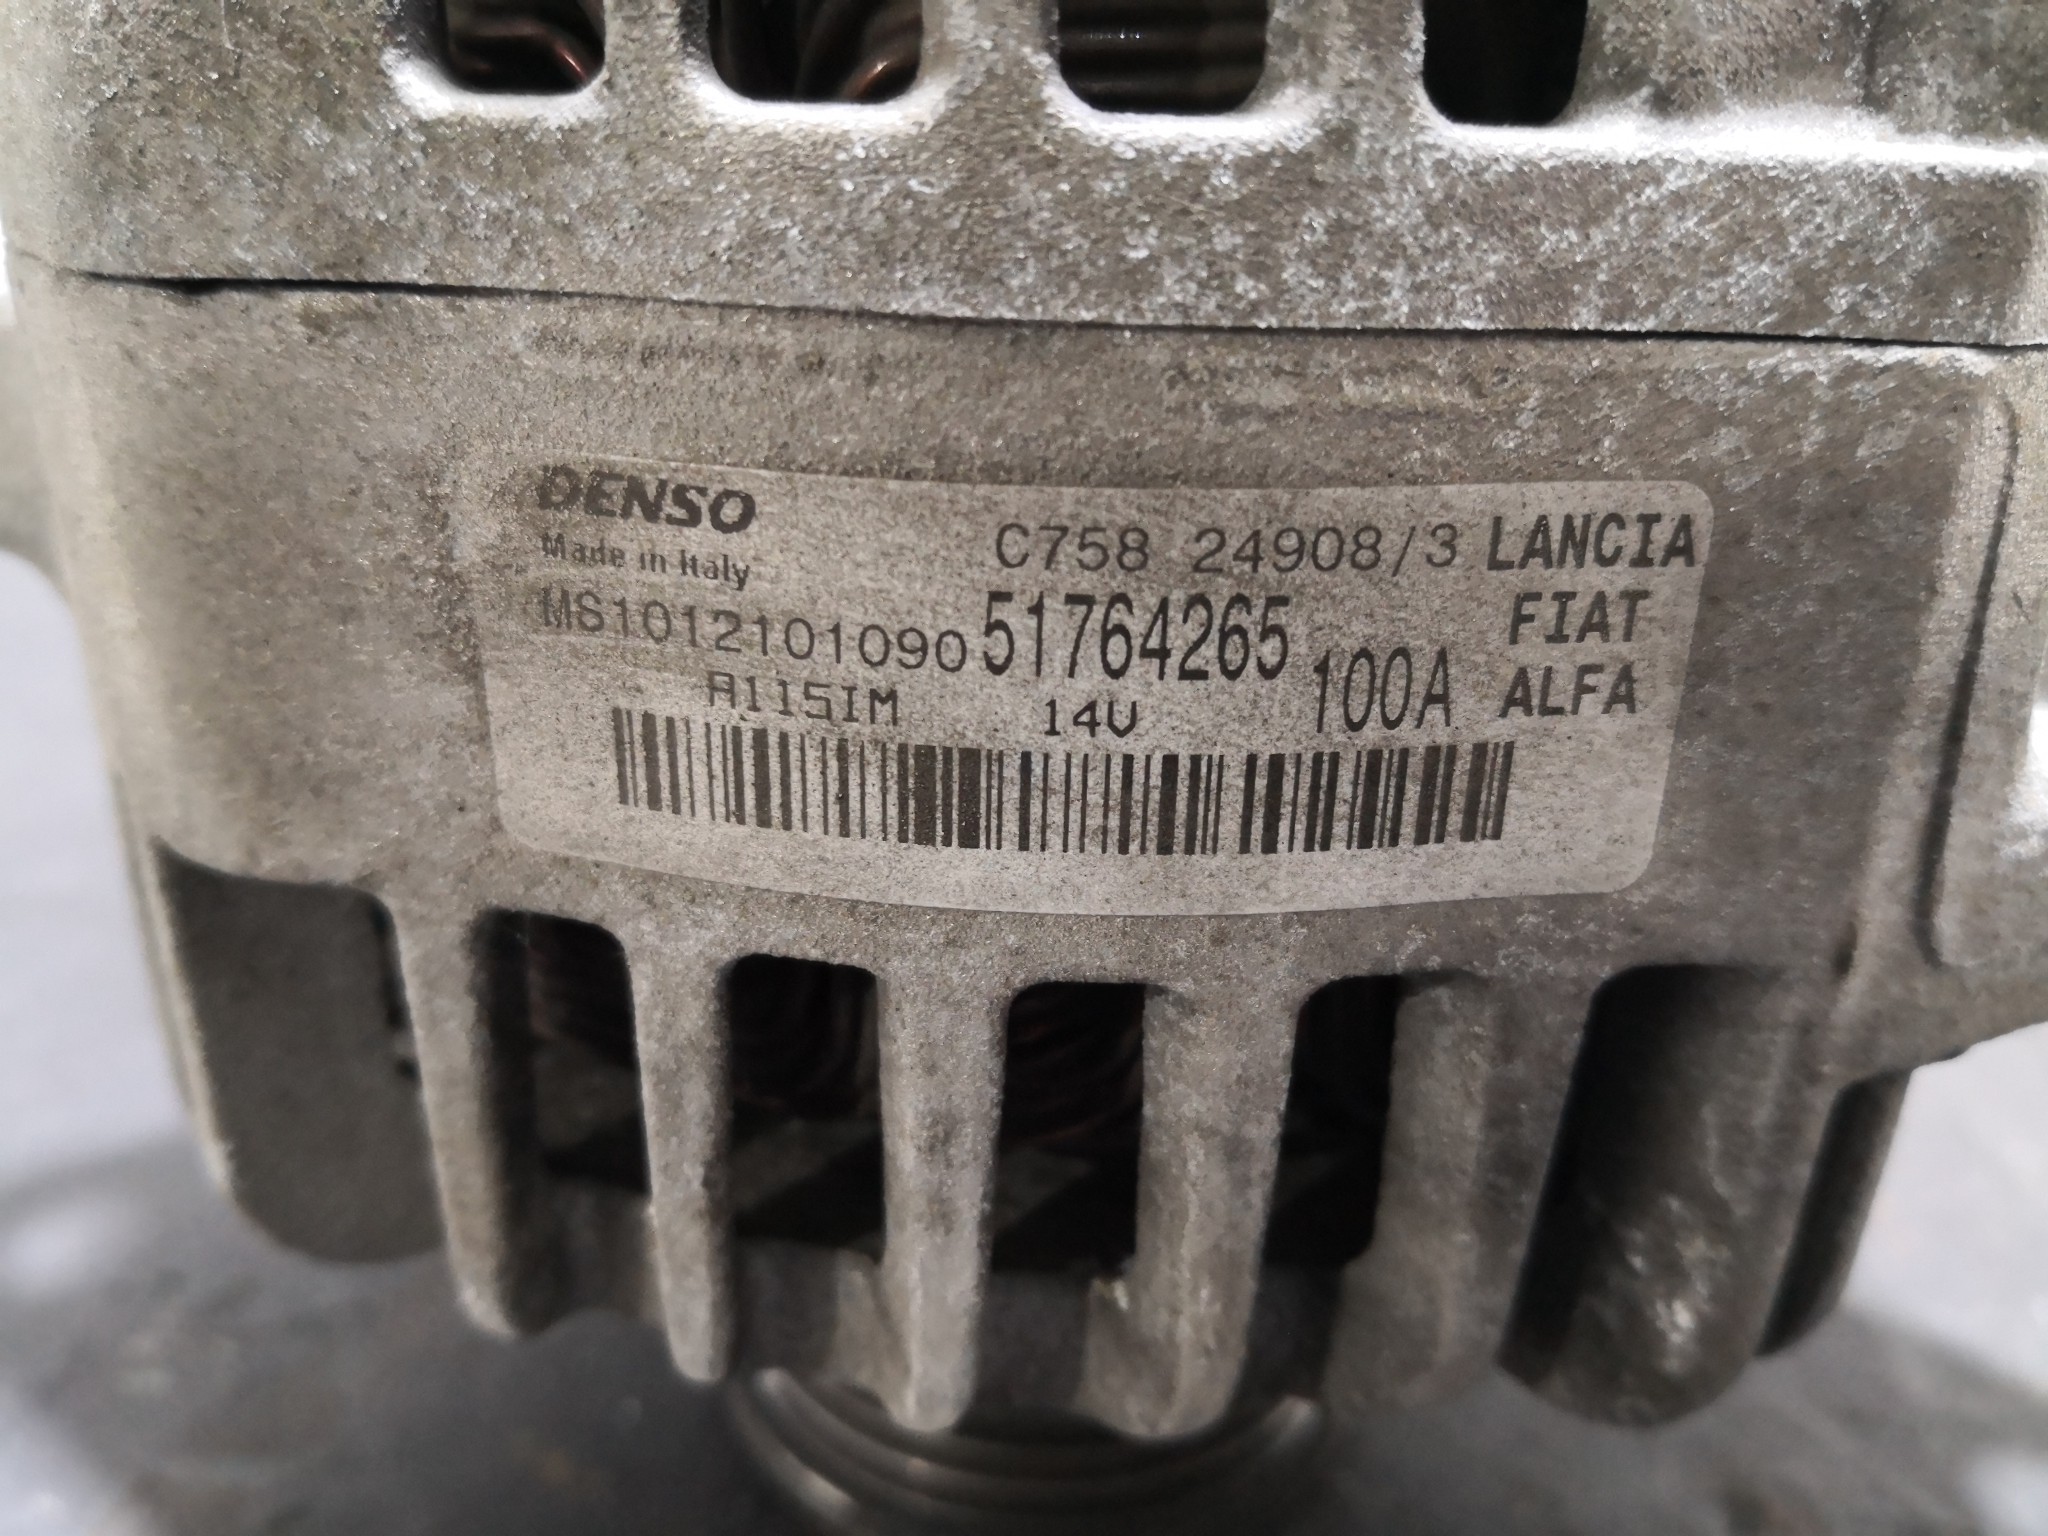 DENSO
Made in Italy
C758 24908/3 LANCIA
MS1012101090 51764265 FIAT
A115IM 14V 100A ALFA